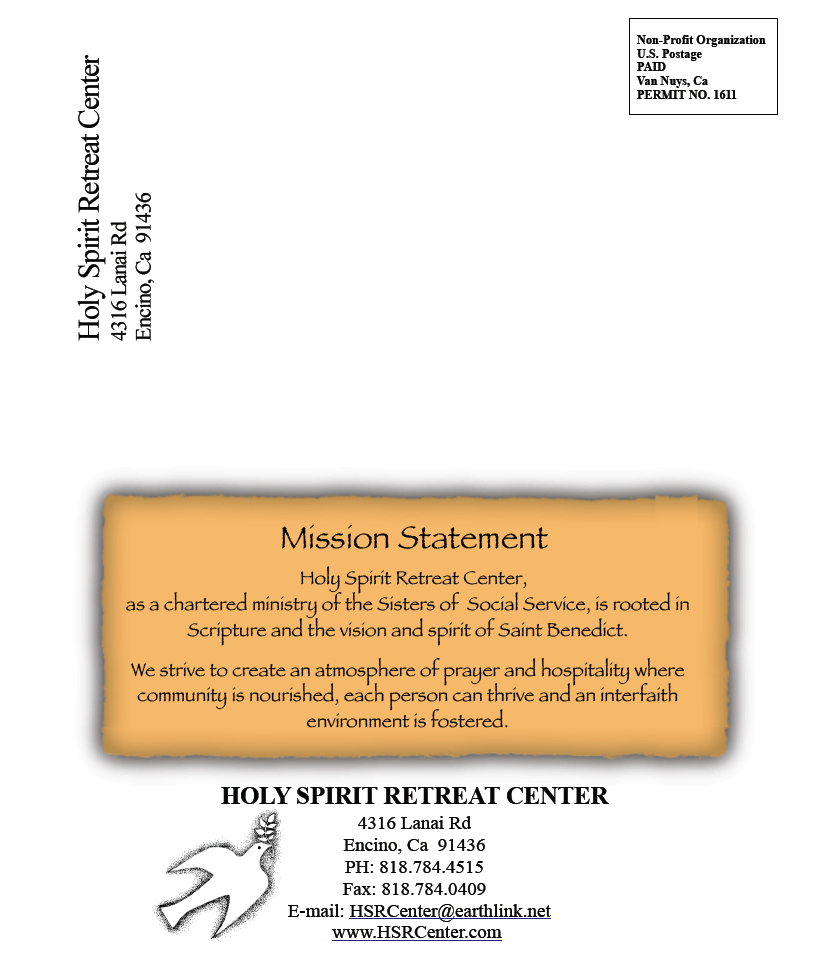 Non-Profit Organization
U.S. Postage
PAID
Van Nuys, Ca
PERMIT NO. 1611
Holy Spirit Retreat Center
4316 Lanai Rd
Encino, Ca 91436
Mission Statement
Holy Spirit Retreat Center,
as a chartered ministry of the Sisters of Social Service, is rooted in
Scripture and the vision and spirit of Saint Benedict.
We strive to create an atmosphere of prayer and hospitality where
community is nourished, each person can thrive and an interfaith
environment is fostered.
HOLY SPIRIT RETREAT CENTER
4316 Lanai Rd
Encino, Ca 91436
PH: 818.784.4515
Fax: 818.784.0409
E-mail: HSRCenter@earthlink.net
www.HSRCenter.com